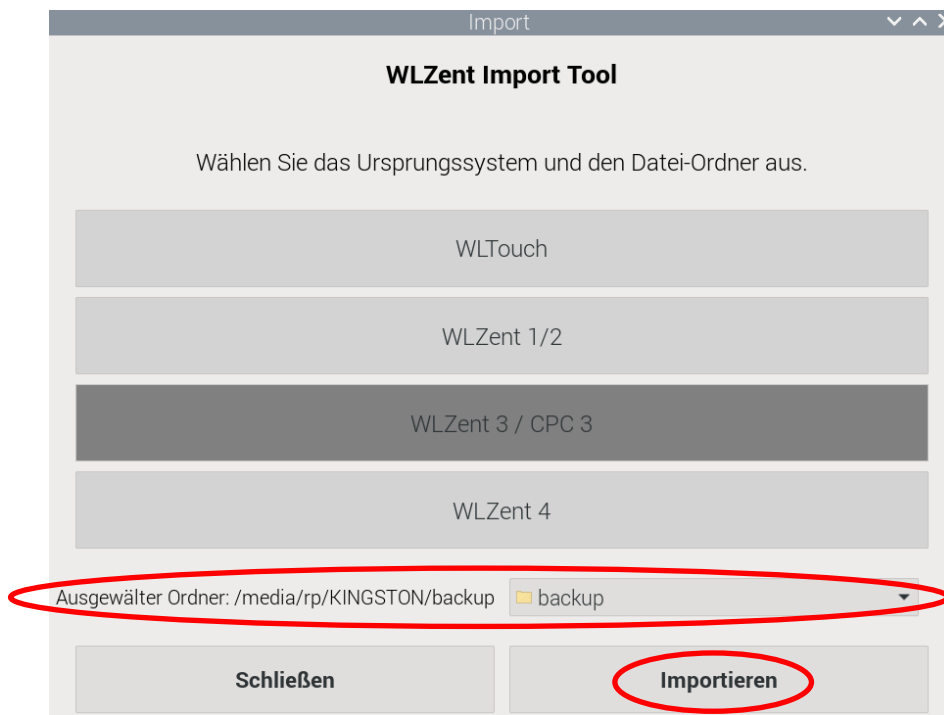 Import
WLZent Import Tool
Wählen Sie das Ursprungssystem und den Datei-Ordner aus.
WLTouch
WLZent 1/2
WLZent 3 / CPC 3
WLZent 4
Ausgewälter Ordner: /media/rp/KINGSTON/backup backup
Schließen Importieren